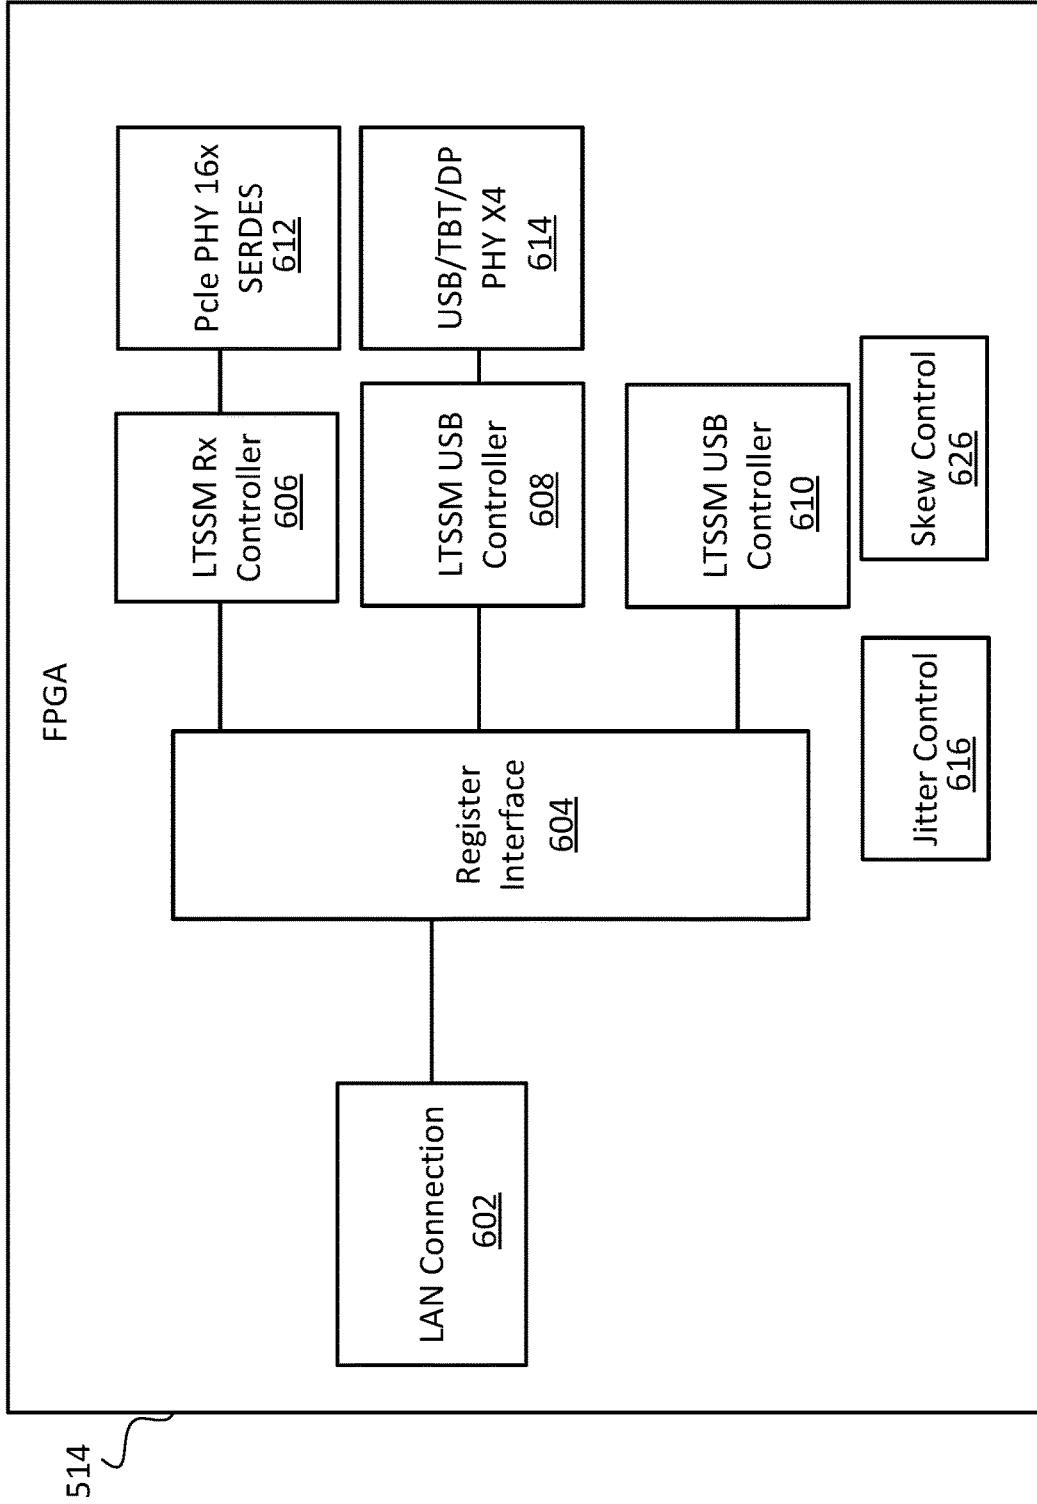 514
FPGA
LAN Connection
602
Register
Interface
604
LTSSM Rx
Controller
606
PcIe PHY 16x
SERDES
612
LTSSM USB
Controller
608
USB/TBT/DP
PHY X4
614
LTSSM USB
Controller
610
Jitter Control
616
Skew Control
626